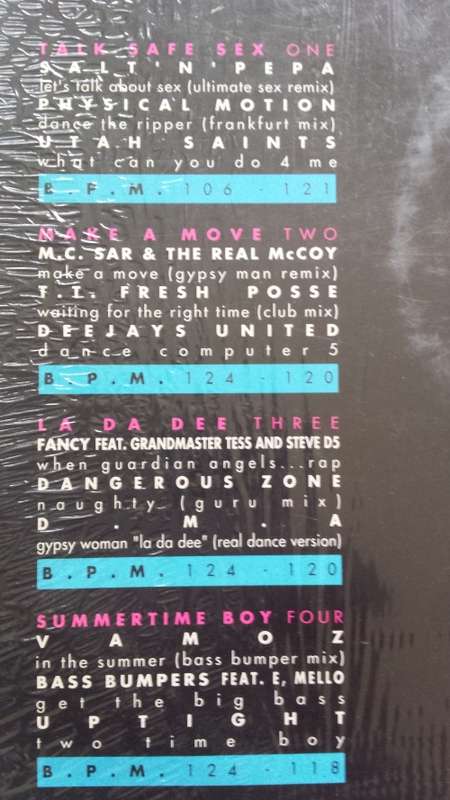 TALK SAFE SEX ONE
SALT'N'PEPA
let's talk about sex (ultimate sex remix)
PHYSICAL MOTION
dance the ripper (frankfurt mix)
UTAH SAINTS
what can you do 4 me
B.P.M. 106 - 121
MAKE A MOVE TWO
M.C. SAR & THE REAL McCOY
make a move (gypsy man remix)
T.I. FRESH POSSE
waiting for the right time (club mix)
DEEJAYS UNITED
dance computer 5
B.P.M. 124 - 120
LA DA DEE THREE
FANCY FEAT. GRANDMASTER TESS AND STEVE D5
when guardian angels...rap
DANGEROUS ZONE
naughty (guru mix)
D.M.A
gypsy woman "la da dee" (real dance version)
B.P.M. 124 - 120
SUMMERTIME BOY FOUR
VAMOZ
in the summer (bass bumper mix)
BASS BUMPERS FEAT. E, MELLO
get the big bass
UPTIGHT
two time boy
B.P.M. 124 - 118